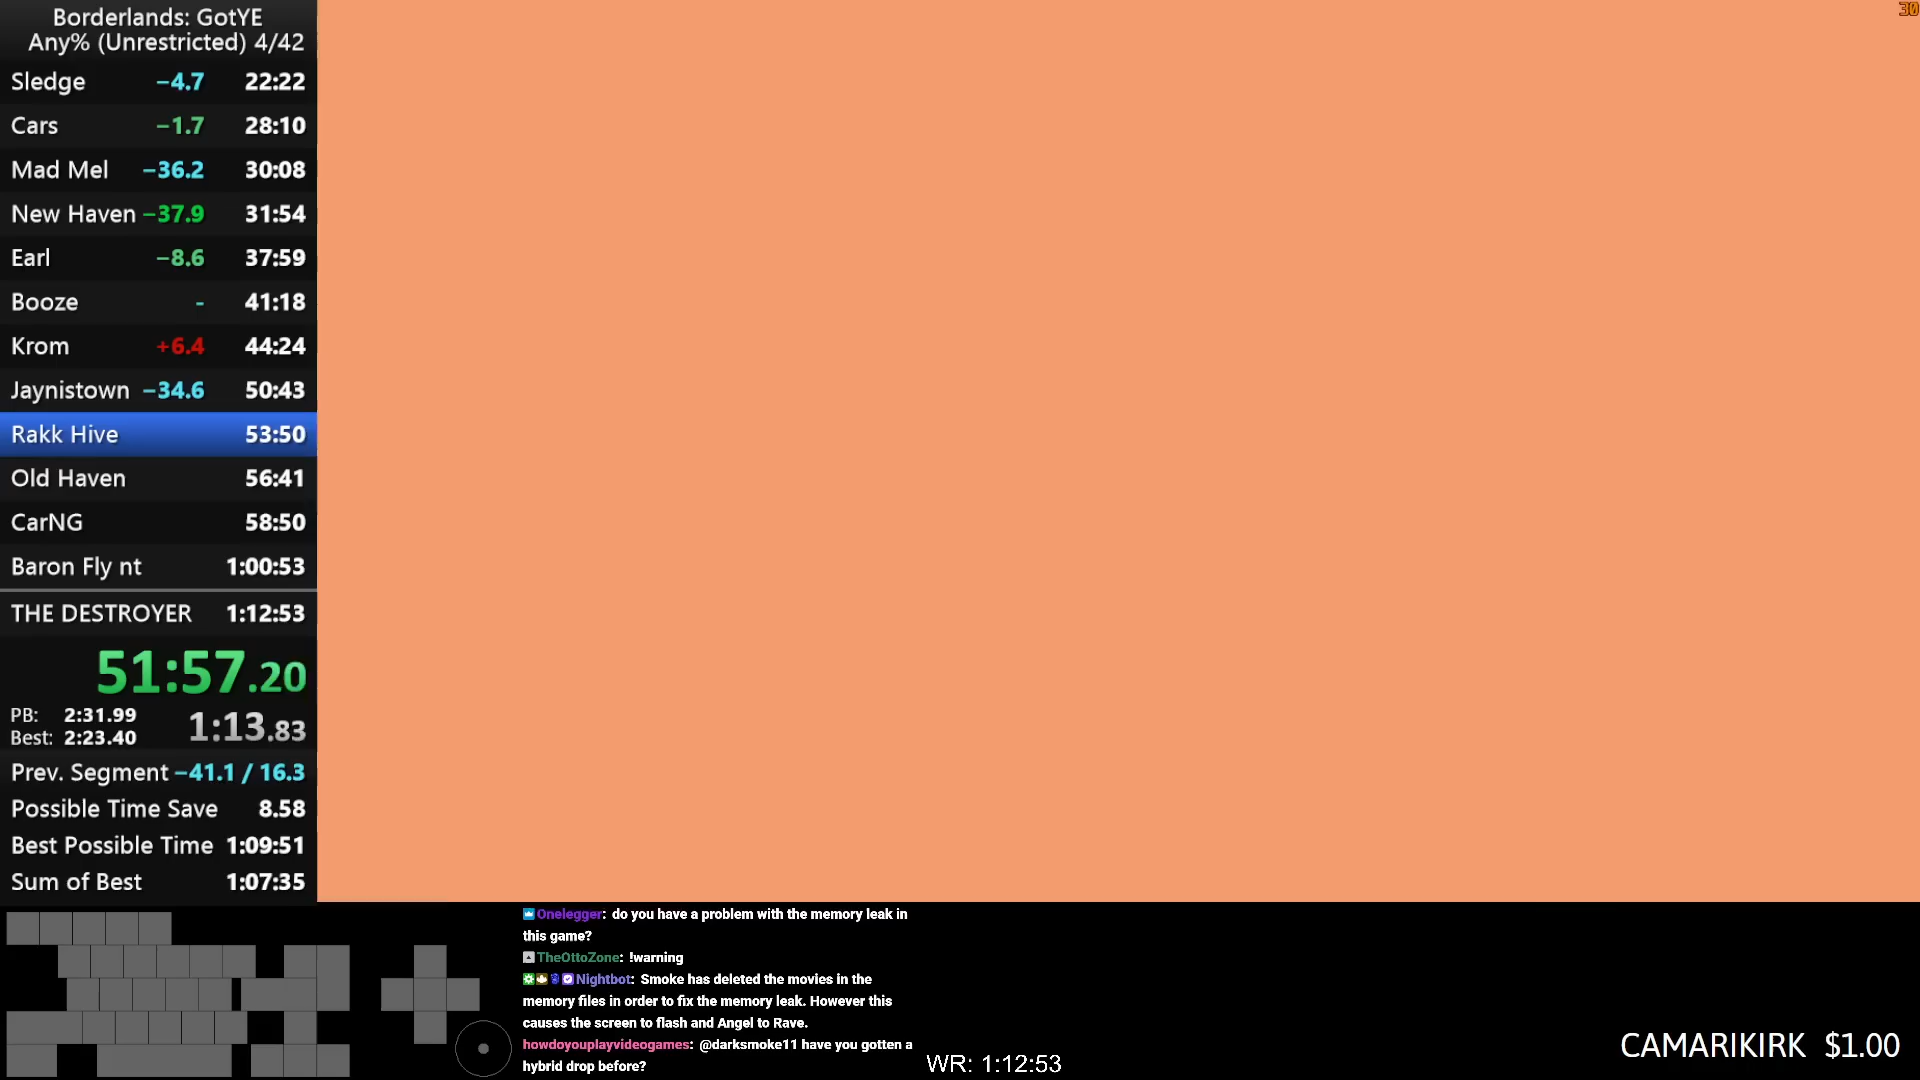 Borderlands: GotYE
Any% (Unrestricted) 4/42
Sledge −4.7 22:22
Cars −1.7 28:10
Mad Mel −36.2 30:08
New Haven −37.9 31:54
Earl −8.6 37:59
Booze - 41:18
Krom +6.4 44:24
Jaynistown −34.6 50:43
Rakk Hive 53:50
Old Haven 56:41
CarNG 58:50
Baron Fly nt 1:00:53
THE DESTROYER 1:12:53
51:57.20
PB: 2:31.99
Best: 2:23.40
1:13.83
Prev. Segment −41.1 / 16.3
Possible Time Save 8.58
Best Possible Time 1:09:51
Sum of Best 1:07:35
30
Onelegger: do you have a problem with the memory leak in
this game?
TheOttoZone: !warning
Nightbot: Smoke has deleted the movies in the
memory files in order to fix the memory leak. However this
causes the screen to flash and Angel to Rave.
howdoyouplayvideogames: @darksmoke11 have you gotten a
hybrid drop before?
WR: 1:12:53
CAMARIKIRK $1.00